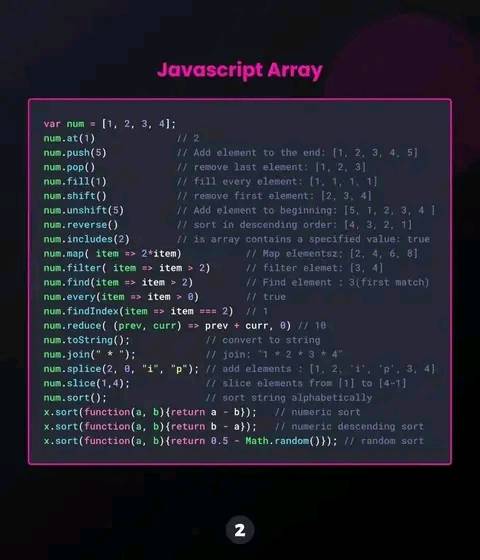 Javascript Array
var num = [1, 2, 3, 4];
num.at(1) // 2
num.push(5) // Add element to the end: [1, 2, 3, 4, 5]
num.pop() // remove last element: [1, 2, 3]
num.fill(1) // fill every element: [1, 1, 1, 1]
num.shift() // remove first element: [2, 3, 4]
num.unshift(5) // Add element to beginning: [5, 1, 2, 3, 4 ]
num.reverse() // sort in descending order: [4, 3, 2, 1]
num.includes(2) // is array contains a specified value: true
num.map( item => 2*item) // Map elementsz: [2, 4, 6, 8]
num.filter( item => item > 2) // filter elemet: [3, 4]
num.find(item => item > 2) // Find element : 3(first match)
num.every(item => item > 0) // true
num.findIndex(item => item === 2) // 1
num.reduce( (prev, curr) => prev + curr, 0) // 10
num.toString(); // convert to string
num.join(" * "); // join: "1 * 2 * 3 * 4"
num.splice(2, 0, "i", "p"); // add elements : [1, 2, 'i', 'p', 3, 4]
num.slice(1,4); // slice elements from [1] to [4-1]
num.sort(); // sort string alphabetically
x.sort(function(a, b){return a - b}); // numeric sort
x.sort(function(a, b){return b - a}); // numeric descending sort
x.sort(function(a, b){return 0.5 - Math.random()}); // random sort
2